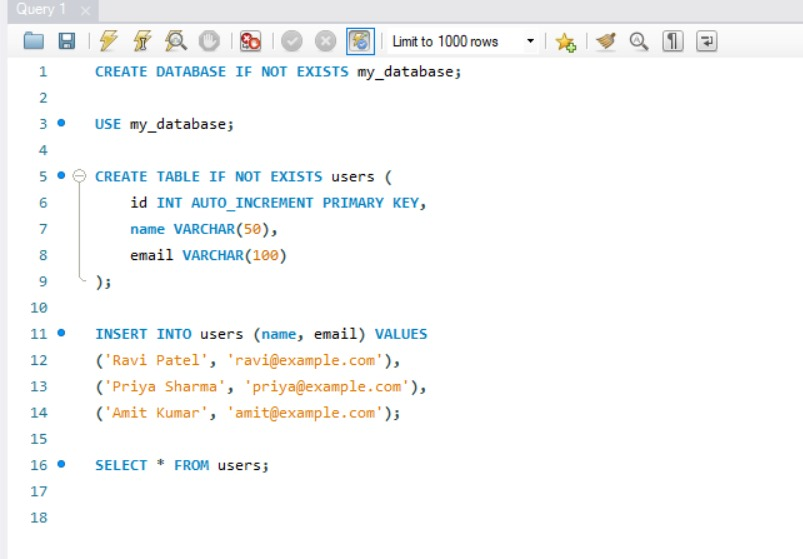 Query 1
Limit to 1000 rows
1 CREATE DATABASE IF NOT EXISTS my_database;
2
3 USE my_database;
4
5 CREATE TABLE IF NOT EXISTS users (
6 id INT AUTO_INCREMENT PRIMARY KEY,
7 name VARCHAR(50),
8 email VARCHAR(100)
9 );
10
11 INSERT INTO users (name, email) VALUES
12 ('Ravi Patel', 'ravi@example.com'),
13 ('Priya Sharma', 'priya@example.com'),
14 ('Amit Kumar', 'amit@example.com');
15
16 SELECT * FROM users;
17
18